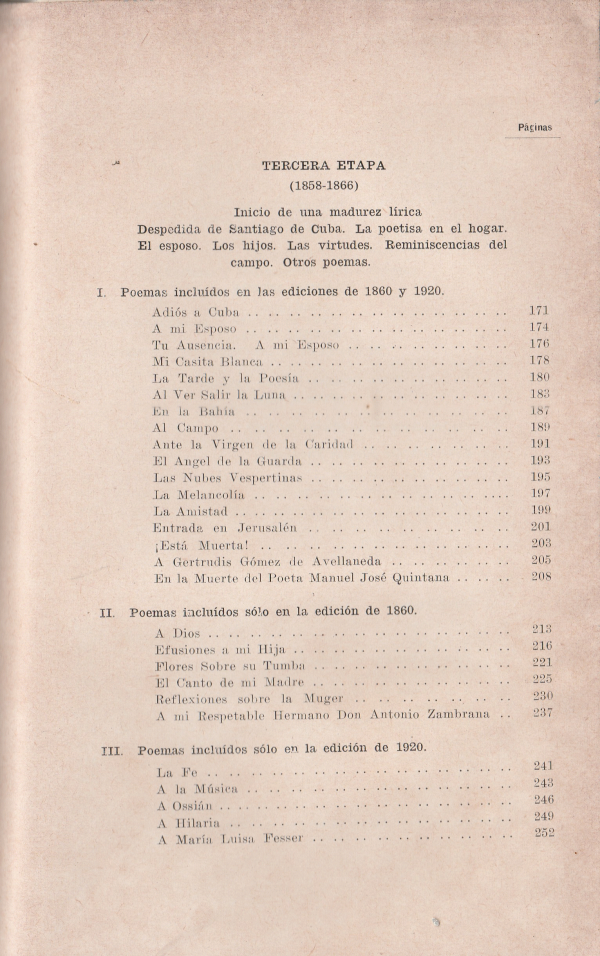 Páginas
TERCERA ETAPA
(1858-1866)
Inicio de una madurez lírica
Despedida de Santiago de Cuba. La poetisa en el hogar.
El esposo. Los hijos. Las virtudes. Reminiscencias del
campo. Otros poemas.
I. Poemas incluídos en las ediciones de 1860 y 1920.
Adiós a Cuba .. .. .. .. .. .. .. .. .. .. .. .. 171
A mi Esposo .. .. .. .. .. .. .. .. .. .. .. .. 174
Tu Ausencia. A mi Esposo .. .. .. .. .. .. .. 176
Mi Casita Blanca .. .. .. .. .. .. .. .. .. .. .. 178
La Tarde y la Poesía .. .. .. .. .. .. .. .. .. 180
Al Ver Salir la Luna .. .. .. .. .. .. .. .. .. .. 183
En la Bahía .. .. .. .. .. .. .. .. .. .. .. .. 187
Al Campo .. .. .. .. .. .. .. .. .. .. .. .. .. 189
Ante la Virgen de la Caridad .. .. .. .. .. .. 191
El Angel de la Guarda .. .. .. .. .. .. .. .. .. 193
Las Nubes Vespertinas .. .. .. .. .. .. .. .. .. 195
La Melancolía .. .. .. .. .. .. .. .. .. .. .. .... 197
La Amistad .. .. .. .. .. .. .. .. .. .. .. .. .. 199
Entrada en Jerusalén .. .. .. .. .. .. .. .. .. 201
¡Está Muerta! .. .. .. .. .. .. .. .. .. .. .. .. 203
A Gertrudis Gómez de Avellaneda .. .. .. .. .. 205
En la Muerte del Poeta Manuel José Quintana .. .. .. 208
II. Poemas incluídos sólo en la edición de 1860.
A Dios .. .. .. .. .. .. .. .. .. .. .. .. .. .. 213
Efusiones a mi Hija .. .. .. .. .. .. .. .. .. .. 216
Flores Sobre su Tumba .. .. .. .. .. .. .. .. .. 221
El Canto de mi Madre .. .. .. .. .. .. .. .. .. 225
Reflexiones sobre la Muger .. .. .. .. .. .. .. 230
A mi Respetable Hermano Don Antonio Zambrana .. 237
III. Poemas incluídos sólo en la edición de 1920.
La Fe .. .. .. .. .. .. .. .. .. .. .. .. .. .. 241
A la Música .. .. .. .. .. .. .. .. .. .. .. .. 243
A Ossián .. .. .. .. .. .. .. .. .. .. .. .. .. 246
A Hilaria .. .. .. .. .. .. .. .. .. .. .. .. .. 249
A María Luisa Fesser .. .. .. .. .. .. .. .. .. 252